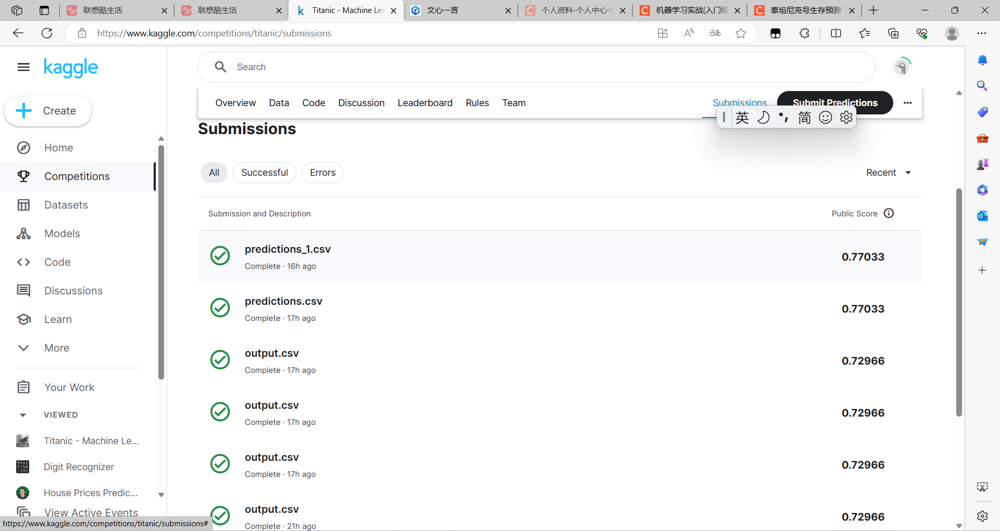 联想酷生活
联想酷生活
Titanic - Machine Lea
文心一言
个人资料-个人中心-C
机器学习实战(入门级
泰坦尼克号生存预测
https://www.kaggle.com/competitions/titanic/submissions
kaggle
Search
Create
Overview Data Code Discussion Leaderboard Rules Team Submissions Submit Predictions
英 简
Submissions
All Successful Errors Recent
Submission and Description Public Score
predictions_1.csv 0.77033
Complete · 16h ago
predictions.csv 0.77033
Complete · 17h ago
output.csv 0.72966
Complete · 17h ago
output.csv 0.72966
Complete · 17h ago
output.csv 0.72966
Complete · 17h ago
output.csv 0.72966
Complete · 21h ago
Home
Competitions
Datasets
Models
Code
Discussions
Learn
More
Your Work
VIEWED
Titanic - Machine Le...
Digit Recognizer
House Prices Predic...
View Active Events
https://www.kaggle.com/competitions/titanic/submissions#